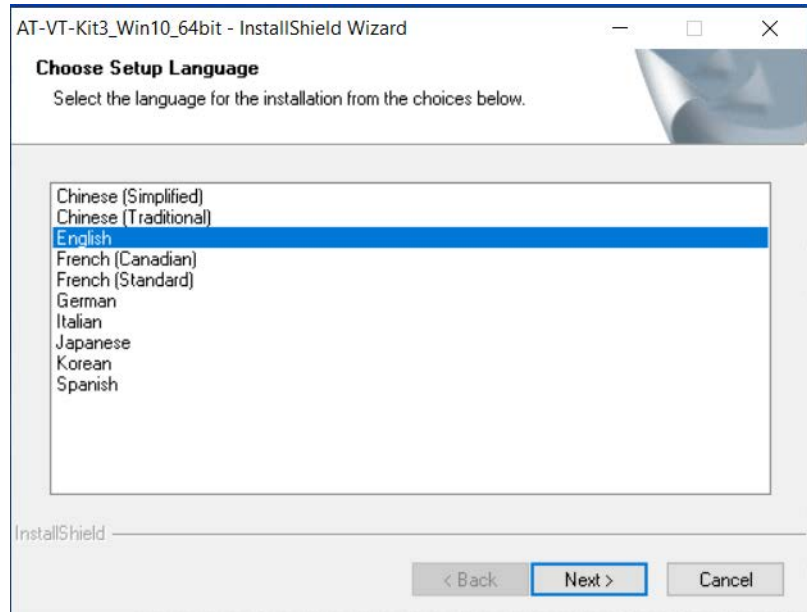 AT-VT-Kit3_Win10_64bit - InstallShield Wizard
Choose Setup Language
Select the language for the installation from the choices below.
Chinese (Simplified)
Chinese (Traditional)
English
French (Canadian)
French (Standard)
German
Italian
Japanese
Korean
Spanish
InstallShield
< Back Next > Cancel